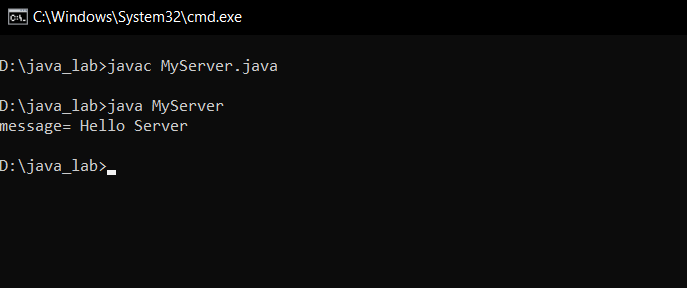 C:\Windows\System32\cmd.exe
D:\java_lab>javac MyServer.java
D:\java_lab>java MyServer
message= Hello Server
D:\java_lab>